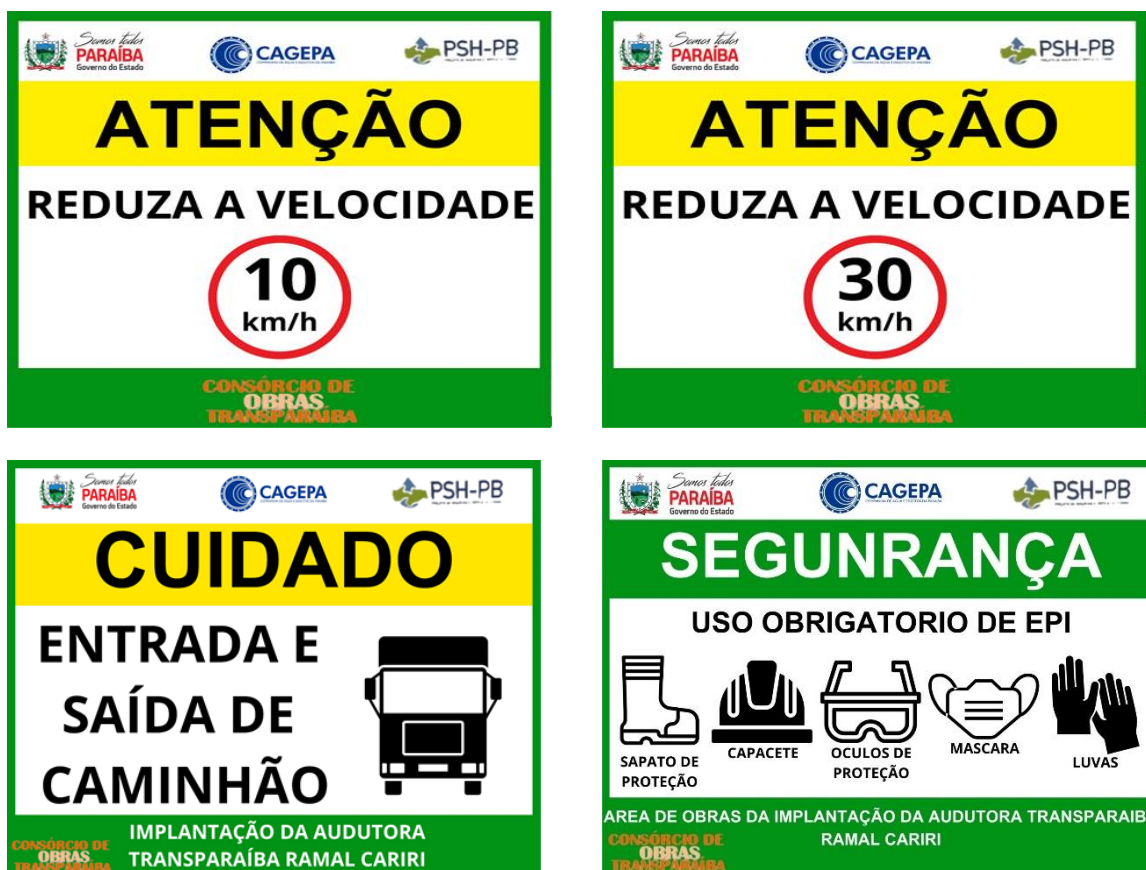 Somos todos
PARAÍBA
Governo do Estado
CAGEPA
PSH-PB
ATENÇÃO
REDUZA A VELOCIDADE
10
km/h
CONSÓRCIO DE
OBRAS
TRANSPARAÍBA
Somos todos
PARAÍBA
Governo do Estado
CAGEPA
PSH-PB
ATENÇÃO
REDUZA A VELOCIDADE
30
km/h
CONSÓRCIO DE
OBRAS
TRANSPARAÍBA
Somos todos
PARAÍBA
Governo do Estado
CAGEPA
PSH-PB
CUIDADO
ENTRADA E
SAÍDA DE
CAMINHÃO
IMPLANTAÇÃO DA AUDUTORA
TRANSPARAÍBA RAMAL CARIRI
CONSÓRCIO DE
OBRAS
TRANSPARAÍBA
Somos todos
PARAÍBA
Governo do Estado
CAGEPA
PSH-PB
SEGUNRANÇA
USO OBRIGATORIO DE EPI
SAPATO DE
PROTEÇÃO
CAPACETE
OCULOS DE
PROTEÇÃO
MASCARA
LUVAS
AREA DE OBRAS DA IMPLANTAÇÃO DA AUDUTORA TRANSPARAIB
RAMAL CARIRI
CONSÓRCIO DE
OBRAS
TRANSPARAÍBA